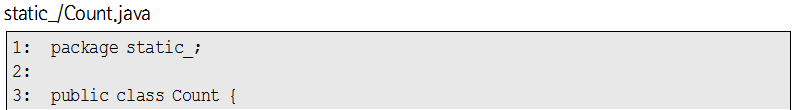 static_/Count.java
1: package static_;
2:
3: public class Count {